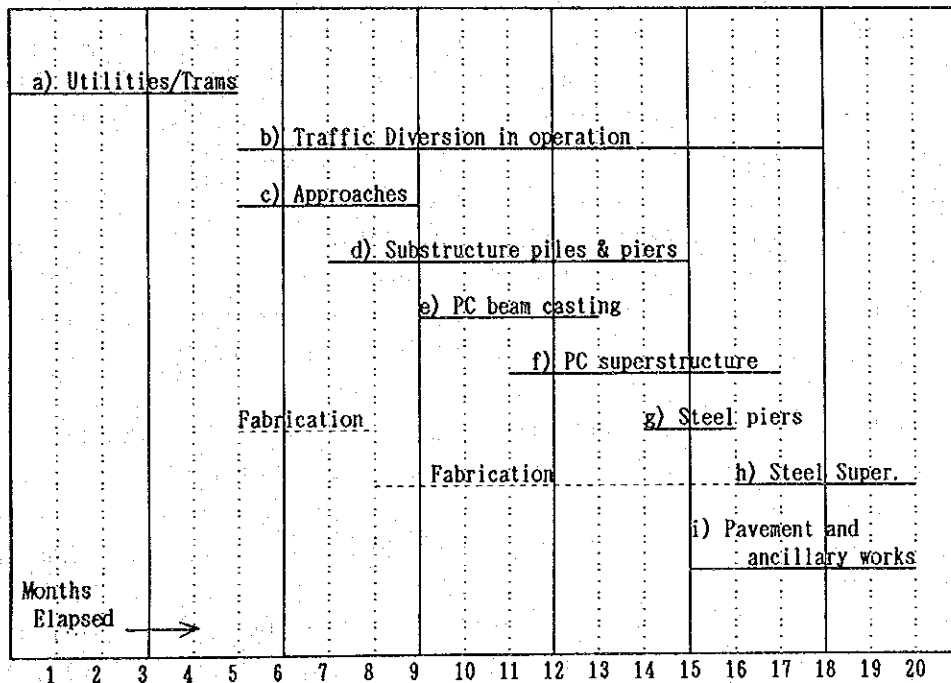 a) Utilities/Trams
b) Traffic Diversion in operation
c) Approaches
d) Substructure piles & piers
e) PC beam casting
f) PC superstructure
Fabrication
g) Steel piers
Fabrication
h) Steel Super.
i) Pavement and
ancillary works
Months
Elapsed
1 2 3 4 5 6 7 8 9 10 11 12 13 14 15 16 17 18 19 20